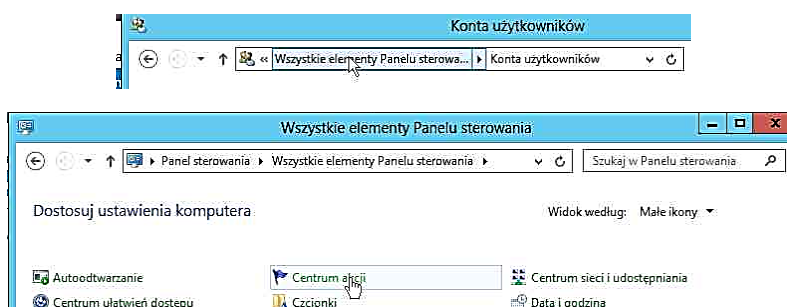 Konta użytkowników
« Wszystkie elementy Panelu sterowa... Konta użytkowników
Wszystkie elementy Panelu sterowania
Panel sterowania Wszystkie elementy Panelu sterowania Szukaj w Panelu sterowania
Dostosuj ustawienia komputera Widok według: Małe ikony
Autoodtwarzanie Centrum akcji Centrum sieci i udostępniania
Centrum ułatwień dostępu Czcionki Data i godzina